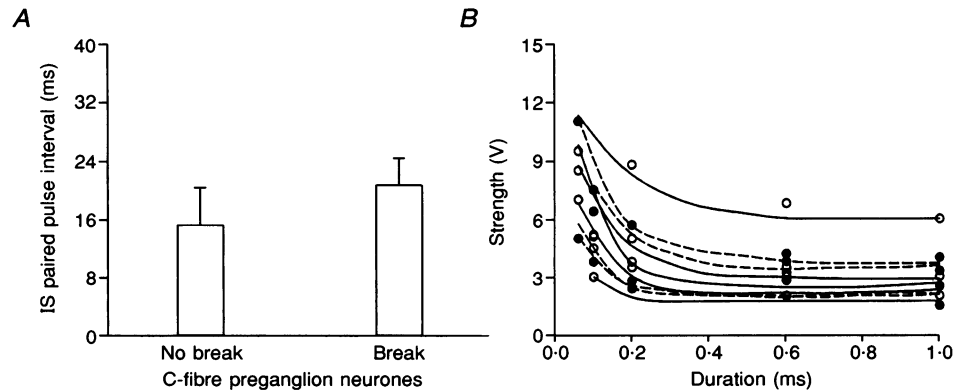 A
IS paired pulse interval (ms)
40
32
24
16
8
0
No break
Break
C-fibre preganglion neurones
B
Strength (V)
15
12
9
6
3
0
0·0
0·2
0·4
0·6
0·8
1·0
Duration (ms)